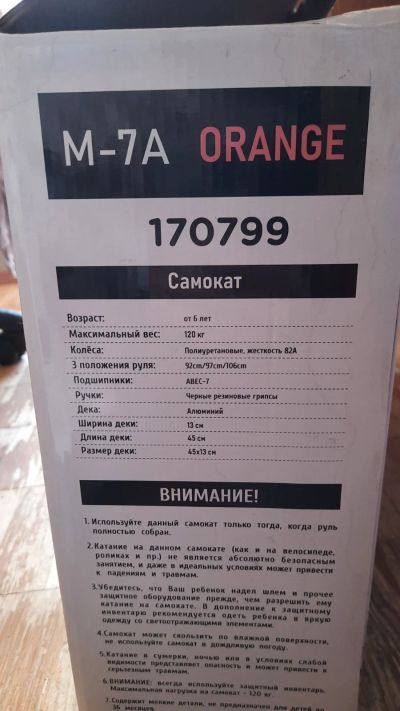 М-7А ORANGE
170799
Самокат
Возраст: от 6 лет
Максимальный вес: 120 кг
Колёса: Полиуретановые, жесткость 82А
3 положения руля: 92cm/97cm/106cm
Подшипники: ABEC-7
Ручки: Черные резиновые грипсы
Дека: Алюминий
Ширина деки: 13 см
Длина деки: 45 см
Размер деки: 45х13 см
ВНИМАНИЕ!
1. Используйте данный самокат только тогда, когда руль
полностью собран.
2.Катание на данном самокате (как и на велосипеде,
роликах и пр.) не является абсолютно безопасным
занятием, и даже в идеальных условиях может привести
к падениям и травмам.
3.Убедитесь, что Ваш ребенок надел шлем и прочее
защитное оборудование прежде, чем разрешить ему
катание на самокате. В дополнение к защитному
инвентарю рекомендуется одеть ребенка в яркую
одежду со светоотражающими элементами.
4.Самокат может скользить по влажной поверхности,
не используйте самокат в дождливую погоду.
5.Катание в сумерки, ночью или в условиях слабой
видимости представляет опасность и может привести к
серьезным травмам.
6.ВНИМАНИЕ: всегда используйте защитный инвентарь.
Максимальная нагрузка на самокат - 120 кг.
7.Содержит мелкие детали, не предназначен для детей до
36 месяцев.